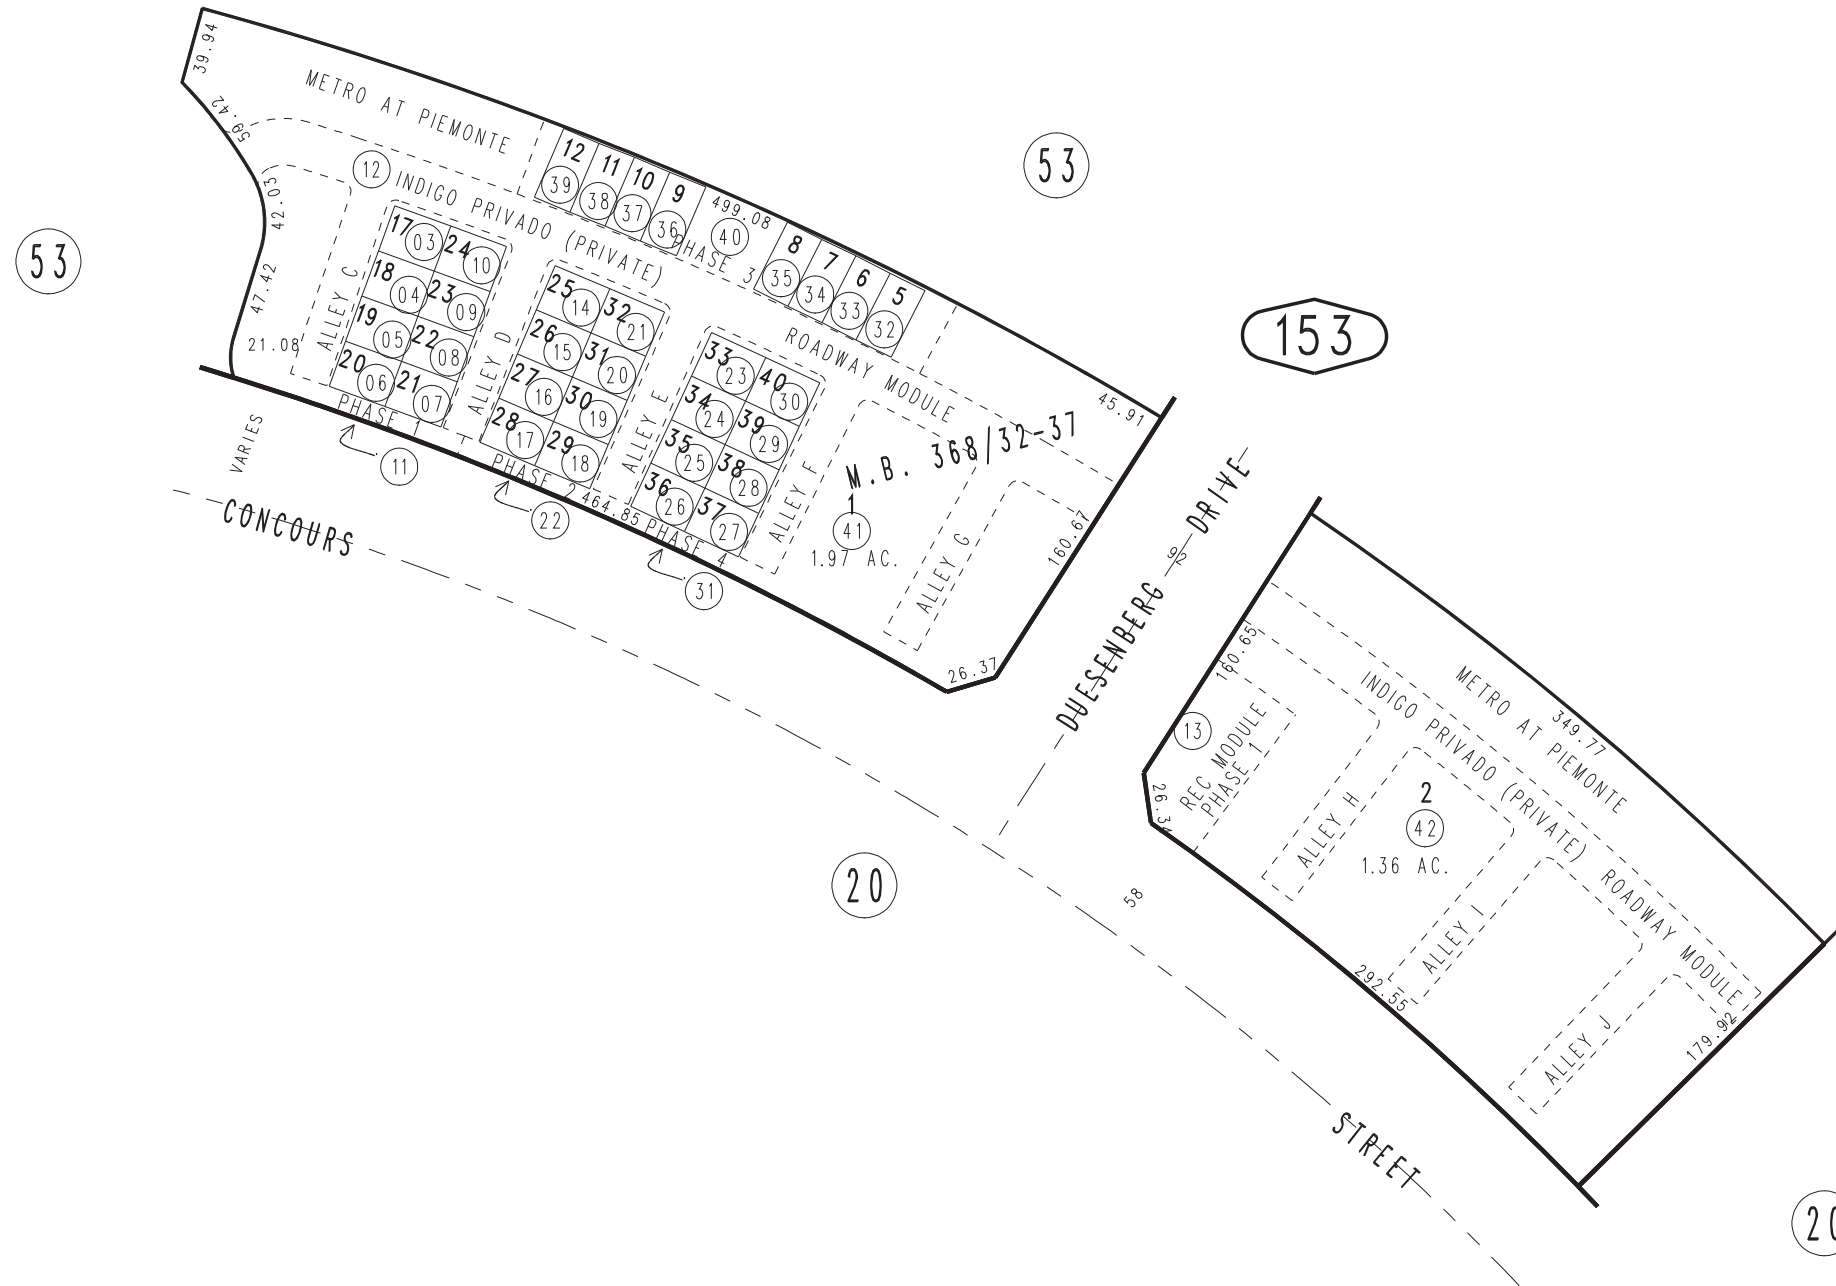 39.94
59.42
42.03
47.42
21.08
METRO AT PIEMONTE
12
INDIGO PRIVADO (PRIVATE)
ROADWAY MODULE
12 11 10 9
39 38 37 36
499.08
40
PHASE 3
8 7 6 5
35 34 33 32
53
53
153
45.91
ALLEY C
17 03 24 10
18 04 23 09
19 05 22 08
20 06 21 07
PHASE 1
11
ALLEY D
25 14 32 21
26 15 31 20
27 16 30 19
28 17 29 18
PHASE 2
22
464.85
ALLEY E
33 23 40 30
34 24 39 29
35 25 38 28
36 26 37 27
PHASE 4
31
ALLEY F
M.B. 368/32-37
1
41
1.97 AC.
ALLEY G
160.67
26.37
VARIES
CONCOURS
DUESENBERG
92
DRIVE
160.65
13
REC MODULE
PHASE 1
26.34
METRO AT PIEMONTE
349.77
INDIGO PRIVADO (PRIVATE) ROADWAY MODULE
ALLEY H
2
42
1.36 AC.
ALLEY I
ALLEY J
292.55
179.92
20
58
STREET
20